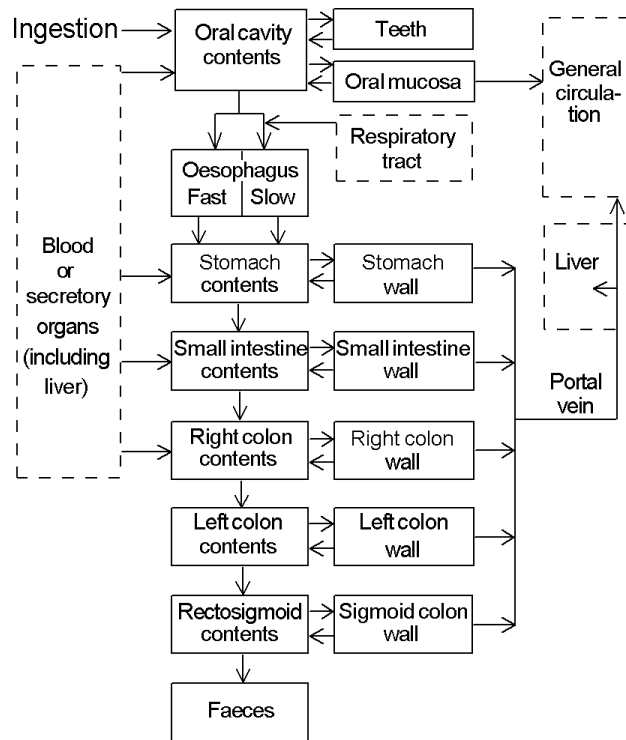 Ingestion
Oral cavity
contents
Teeth
Oral mucosa
General
circula-
tion
Respiratory
tract
Oesophagus
Fast
Slow
Blood
or
secretory
organs
(including
liver)
Stomach
contents
Stomach
wall
Liver
Small intestine
contents
Small intestine
wall
Portal
vein
Right colon
contents
Right colon
wall
Left colon
contents
Left colon
wall
Rectosigmoid
contents
Sigmoid colon
wall
Faeces